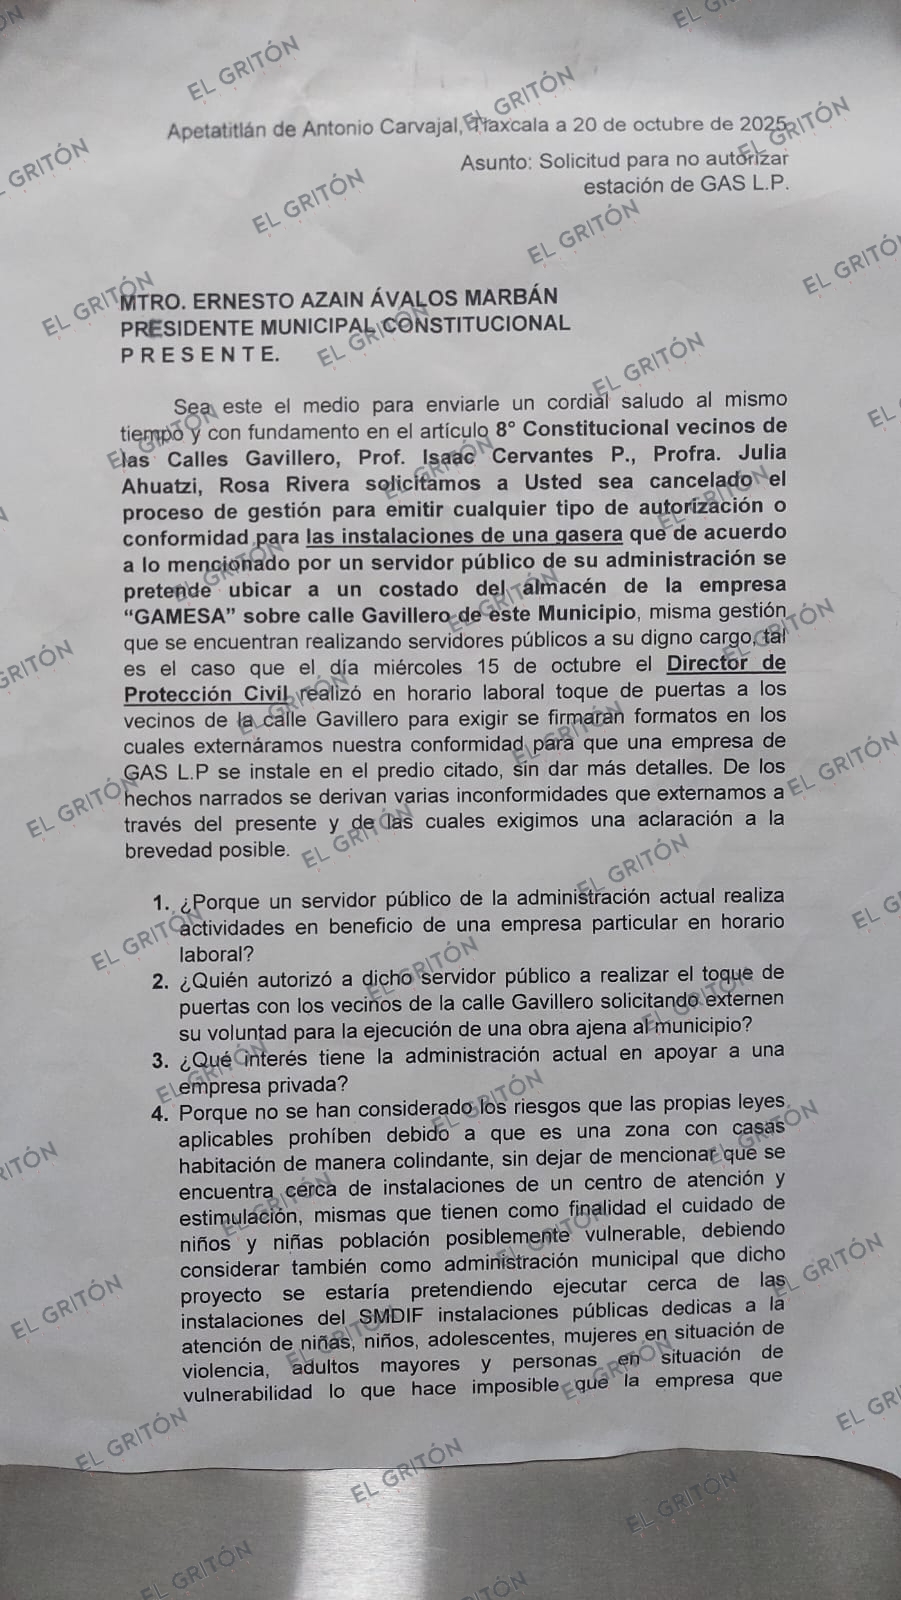 Apetatitlán de Antonio Carvajal, Tlaxcala a 20 de octubre de 2025
Asunto: Solicitud para no autorizar
estación de GAS L.P.
MTRO. ERNESTO AZAIN ÁVALOS MARBÁN
PRESIDENTE MUNICIPAL CONSTITUCIONAL
P R E S E N T E.
Sea este el medio para enviarle un cordial saludo al mismo
tiempo y con fundamento en el artículo 8° Constitucional vecinos de
las Calles Gavillero, Prof. Isaac Cervantes P., Profra. Julia
Ahuatzi, Rosa Rivera solicitamos a Usted sea cancelado el
proceso de gestión para emitir cualquier tipo de autorización o
conformidad para las instalaciones de una gasera que de acuerdo
a lo mencionado por un servidor público de su administración se
pretende ubicar a un costado del almacén de la empresa
“GAMESA” sobre calle Gavillero de este Municipio, misma gestión
que se encuentran realizando servidores públicos a su digno cargo, tal
es el caso que el día miércoles 15 de octubre el Director de
Protección Civil realizó en horario laboral toque de puertas a los
vecinos de la calle Gavillero para exigir se firmaran formatos en los
cuales externáramos nuestra conformidad para que una empresa de
GAS L.P se instale en el predio citado, sin dar más detalles. De los
hechos narrados se derivan varias inconformidades que externamos a
través del presente y de las cuales exigimos una aclaración a la
brevedad posible.
1. ¿Porque un servidor público de la administración actual realiza
actividades en beneficio de una empresa particular en horario
laboral?
2. ¿Quién autorizó a dicho servidor público a realizar el toque de
puertas con los vecinos de la calle Gavillero solicitando externen
su voluntad para la ejecución de una obra ajena al municipio?
3. ¿Qué interés tiene la administración actual en apoyar a una
empresa privada?
4. Porque no se han considerado los riesgos que las propias leyes
aplicables prohíben debido a que es una zona con casas
habitación de manera colindante, sin dejar de mencionar que se
encuentra cerca de instalaciones de un centro de atención y
estimulación, mismas que tienen como finalidad el cuidado de
niños y niñas población posiblemente vulnerable, debiendo
considerar también como administración municipal que dicho
proyecto se estaría pretendiendo ejecutar cerca de las
instalaciones del SMDIF instalaciones públicas dedicas a la
atención de niñas, niños, adolescentes, mujeres en situación de
violencia, adultos mayores y personas en situación de
vulnerabilidad lo que hace imposible que la empresa que
EL GRITÓN